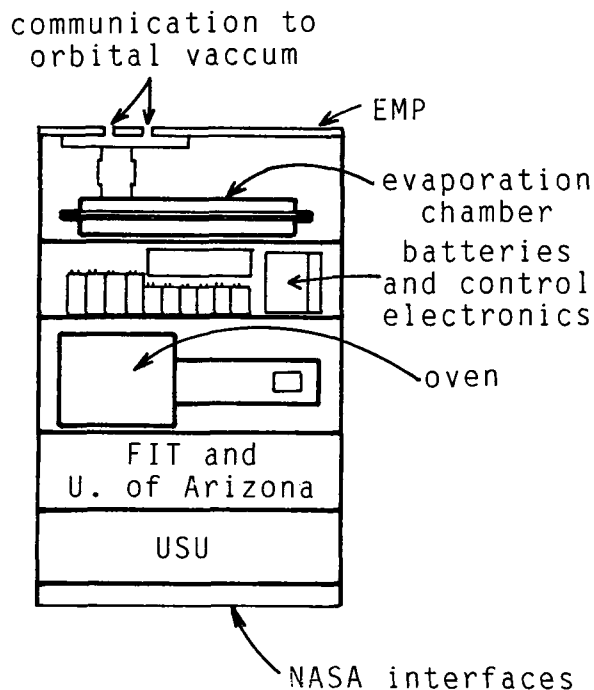 communication to
orbital vaccum
EMP
evaporation
chamber
batteries
and control
electronics
oven
FIT and
U. of Arizona
USU
NASA interfaces